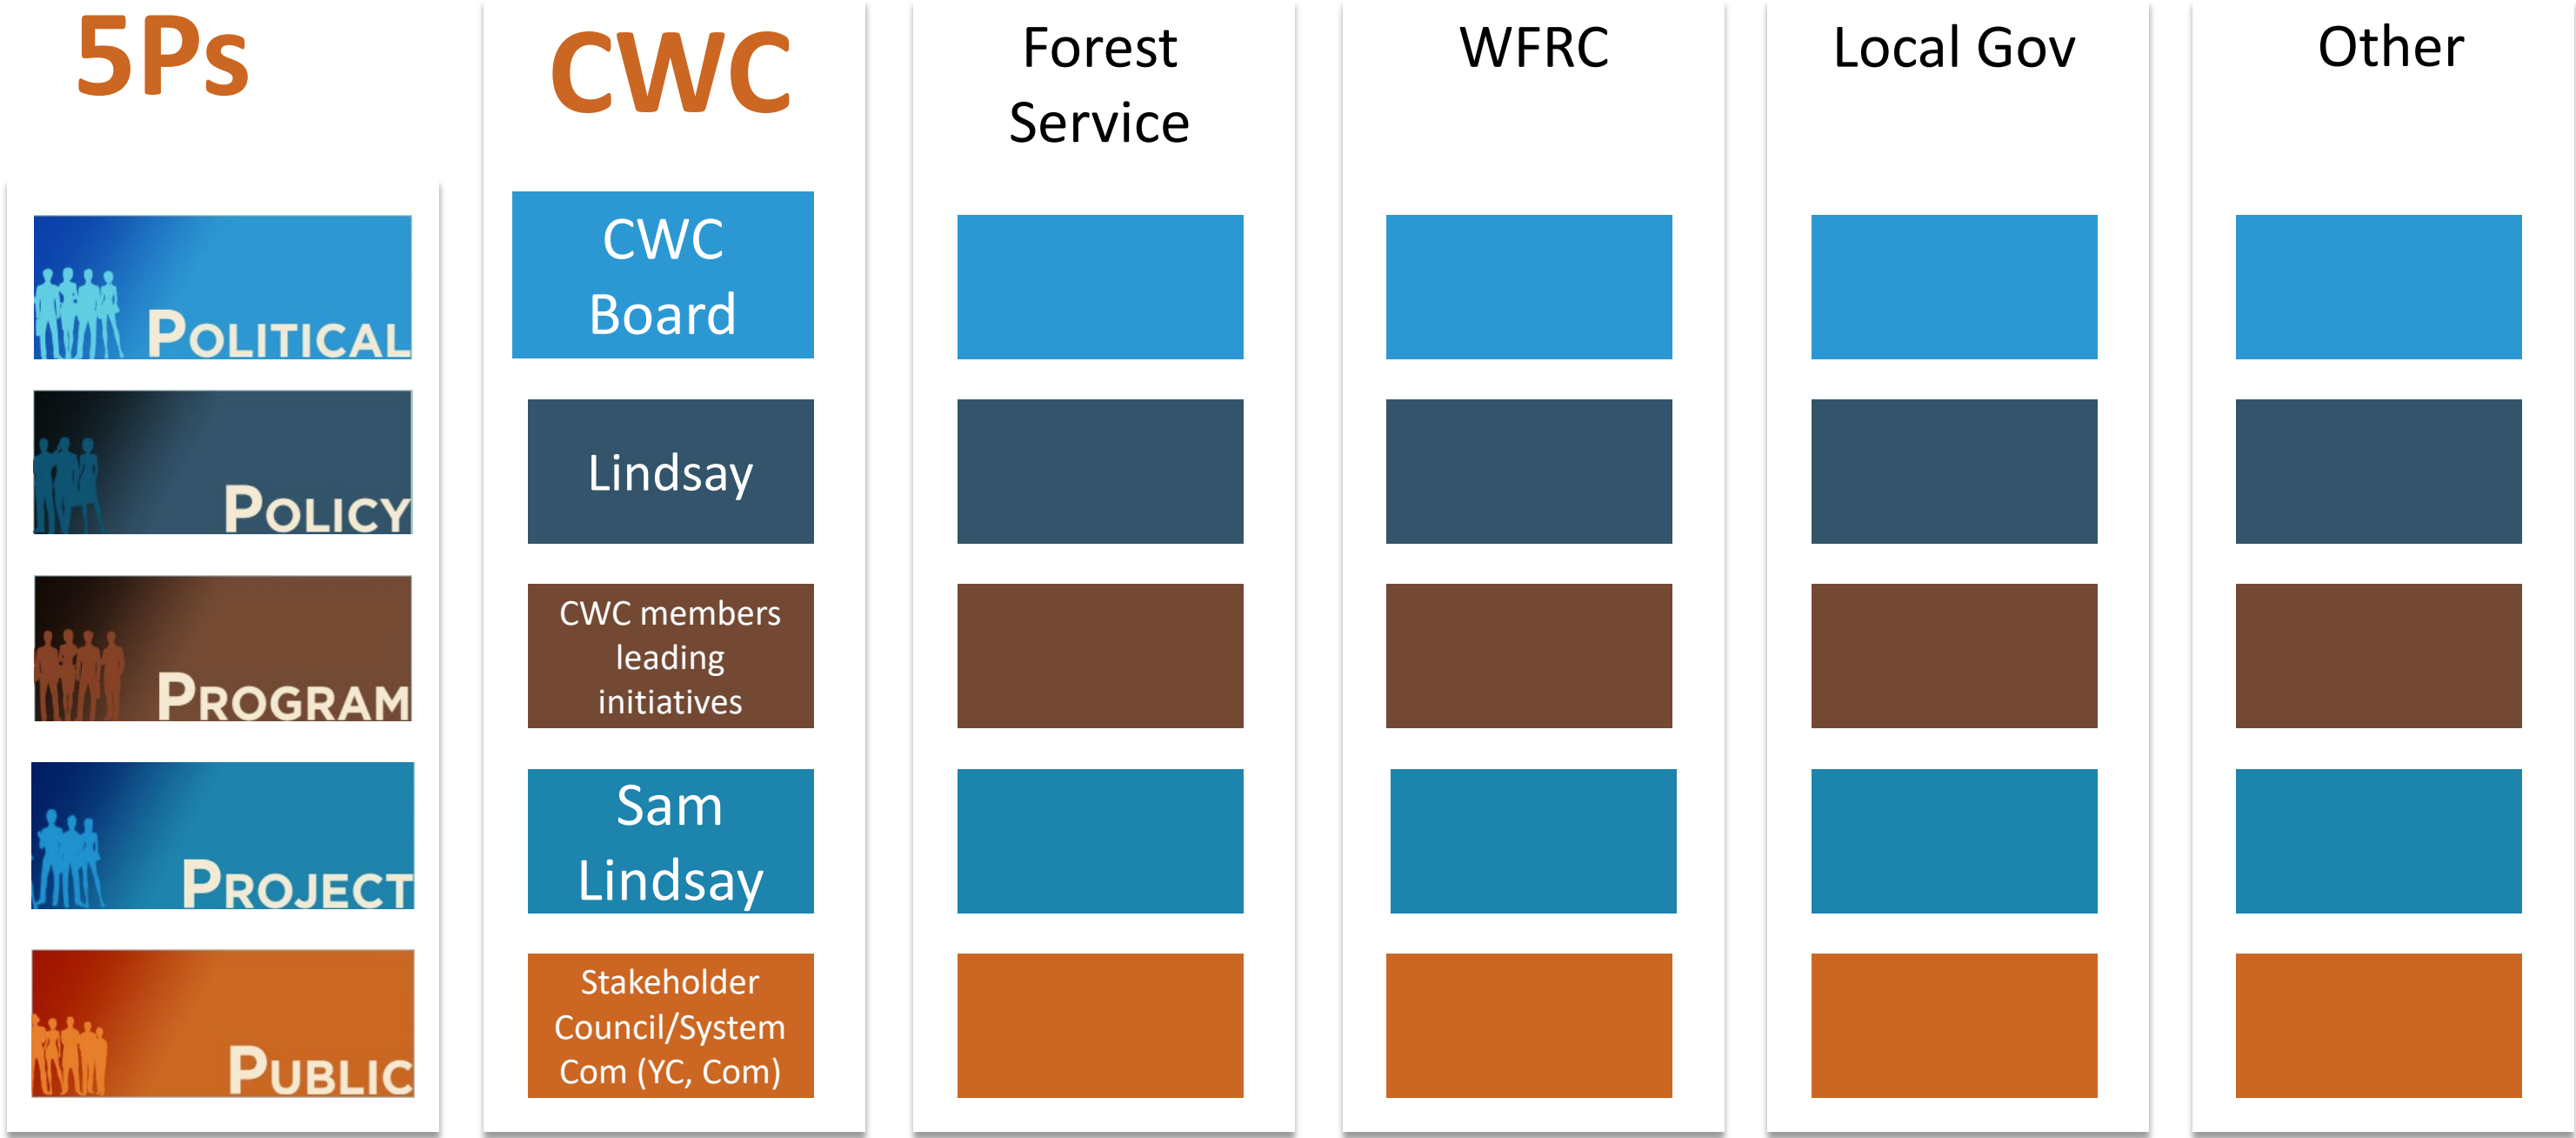 5Ps
CWC
Forest
Service
WFRC
Local Gov
Other
POLITICAL
CWC
Board
POLICY
Lindsay
PROGRAM
CWC members
leading
initiatives
PROJECT
Sam
Lindsay
PUBLIC
Stakeholder
Council/System
Com (YC, Com)